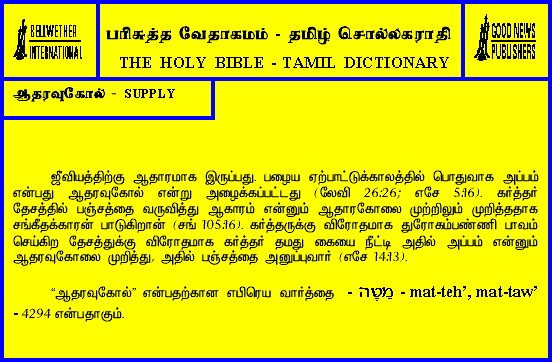 BELLWETHER
INTERNATIONAL
பரிசுத்த வேதாகமம் - தமிழ் சொல்லகராதி
THE HOLY BIBLE - TAMIL DICTIONARY
GOOD NEWS
PUBLISHERS
ஆதரவுகோல் - SUPPLY
ஜீவியத்திற்கு ஆதாரமாக இருப்பது. பழைய ஏற்பாட்டுக்காலத்தில் பொதுவாக அப்பம்
என்பது ஆதரவுகோல் என்று அழைக்கப்பட்டது (லேவி 26:26; எசே 5:16). கர்த்தர்
தேசத்தில் பஞ்சத்தை வருவித்து ஆகாரம் என்னும் ஆதாரகோலை முற்றிலும் முறித்ததாக
சங்கீதக்காரன் பாடுகிறான் (சங் 105:16). கர்த்தருக்கு விரோதமாக துரோகம்பண்ணி பாவம்
செய்கிற தேசத்துக்கு விரோதமாக கர்த்தர் தமது கையை நீட்டி அதில் அப்பம் என்னும்
ஆதரவுகோலை முறித்து, அதில் பஞ்சத்தை அனுப்புவார் (எசே 14:13).
“ஆதரவுகோல்” என்பதற்கான எபிரெய வார்த்தை - מַטֶּה - mat-teh’, mat-taw’
- 4294 என்பதாகும்.